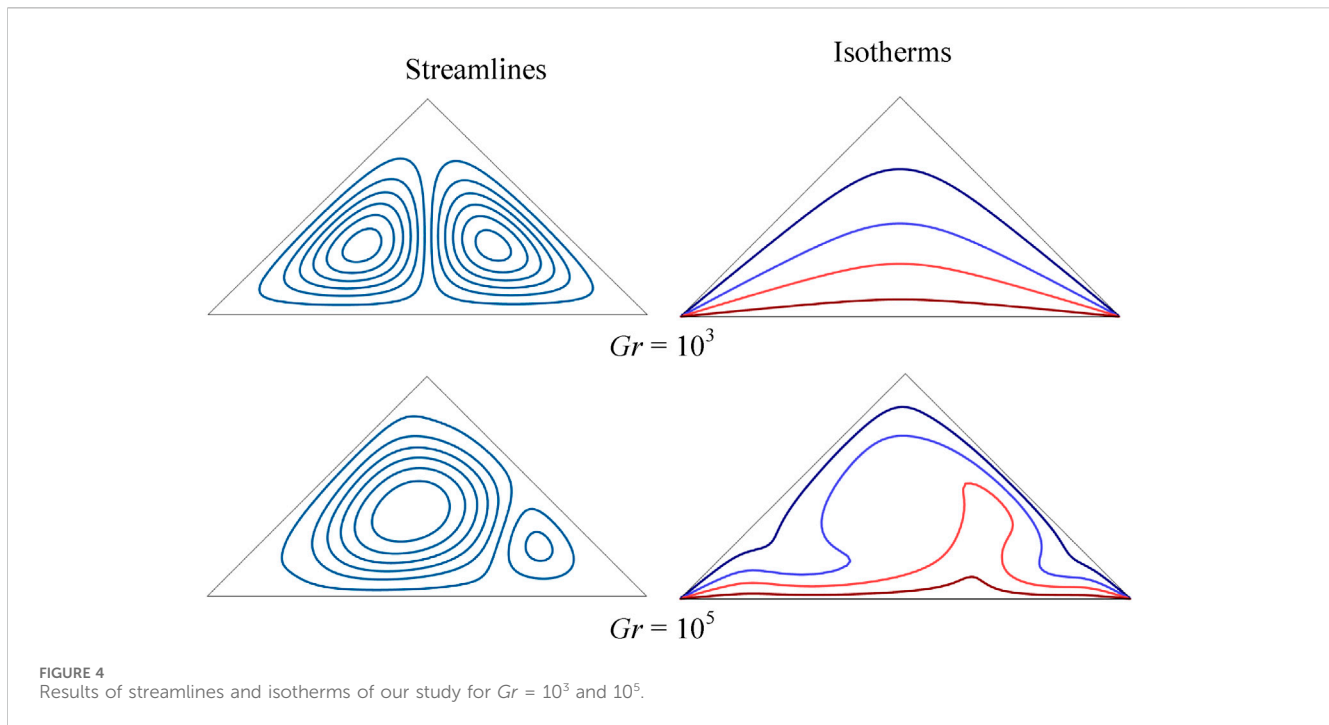 Streamlines
Isotherms
Gr = 10³
Gr = 10⁵
FIGURE 4
Results of streamlines and isotherms of our study for Gr = 10³ and 10⁵.